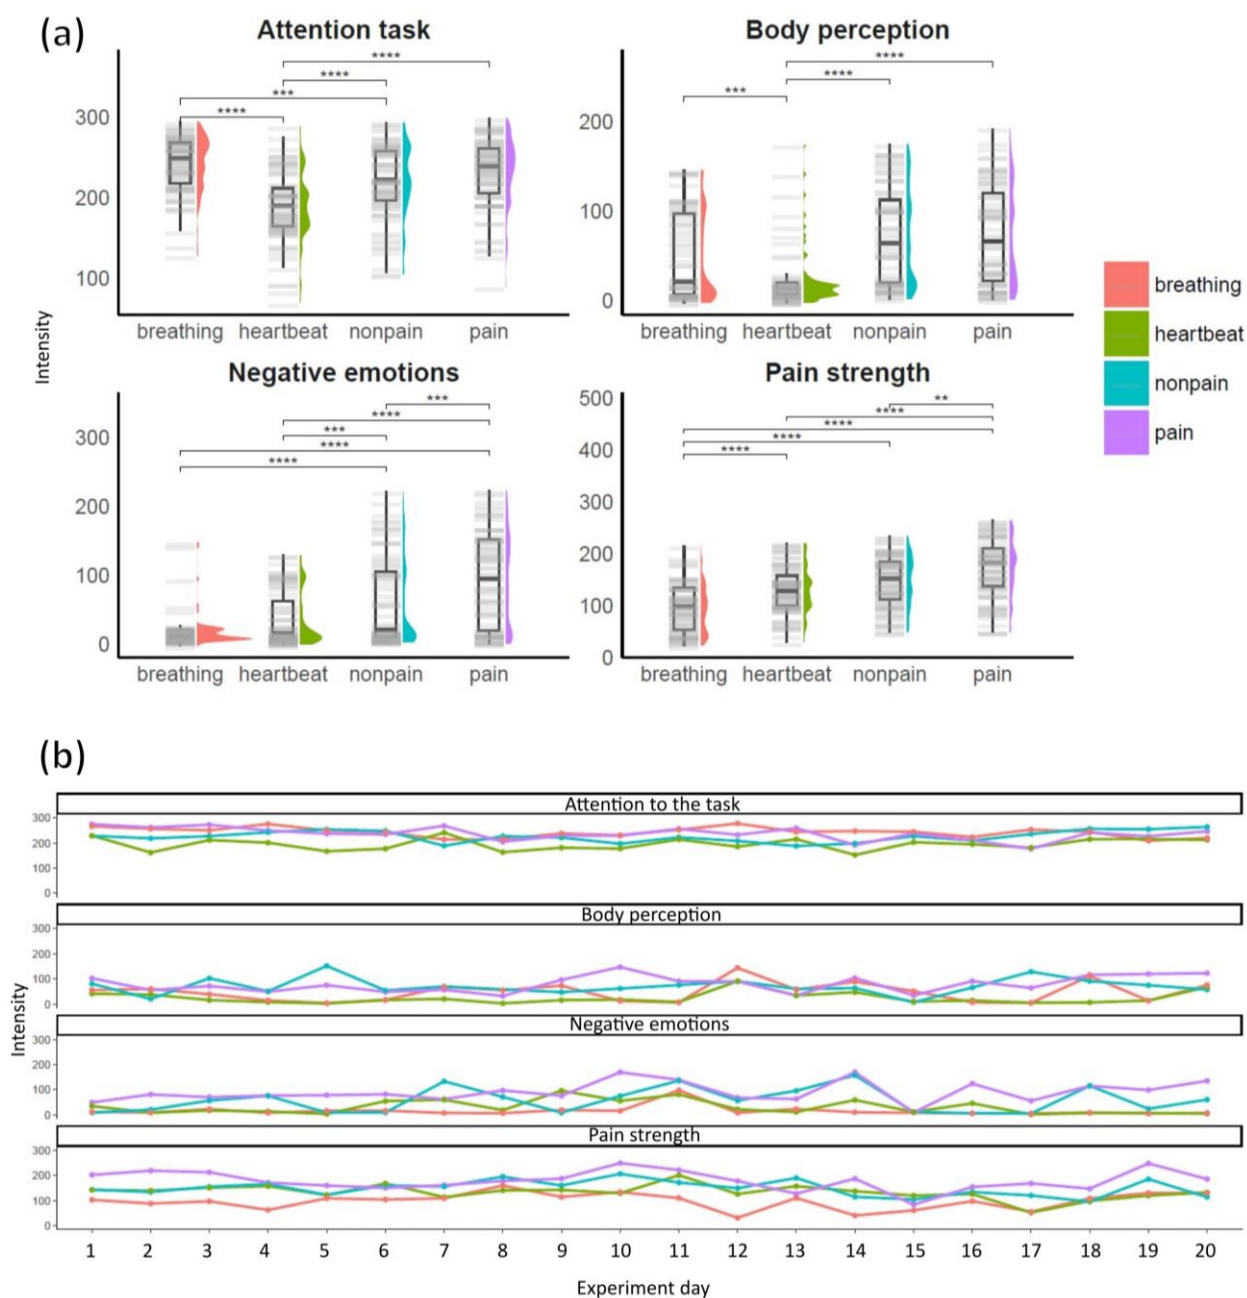 (a)
Attention task
Body perception
****
****
***
****
300
200
100
breathing heartbeat nonpain pain
****
****
***
200
100
0
breathing heartbeat nonpain pain
Intensity
Negative emotions
Pain strength
***
****
***
****
****
300
200
100
0
breathing heartbeat nonpain pain
**
****
****
****
****
500
400
300
200
100
0
breathing heartbeat nonpain pain
breathing
heartbeat
nonpain
pain
(b)
Attention to the task
300
200
100
0
Body perception
300
200
100
0
Intensity
Negative emotions
300
200
100
0
Pain strength
300
200
100
0
1 2 3 4 5 6 7 8 9 10 11 12 13 14 15 16 17 18 19 20
Experiment day